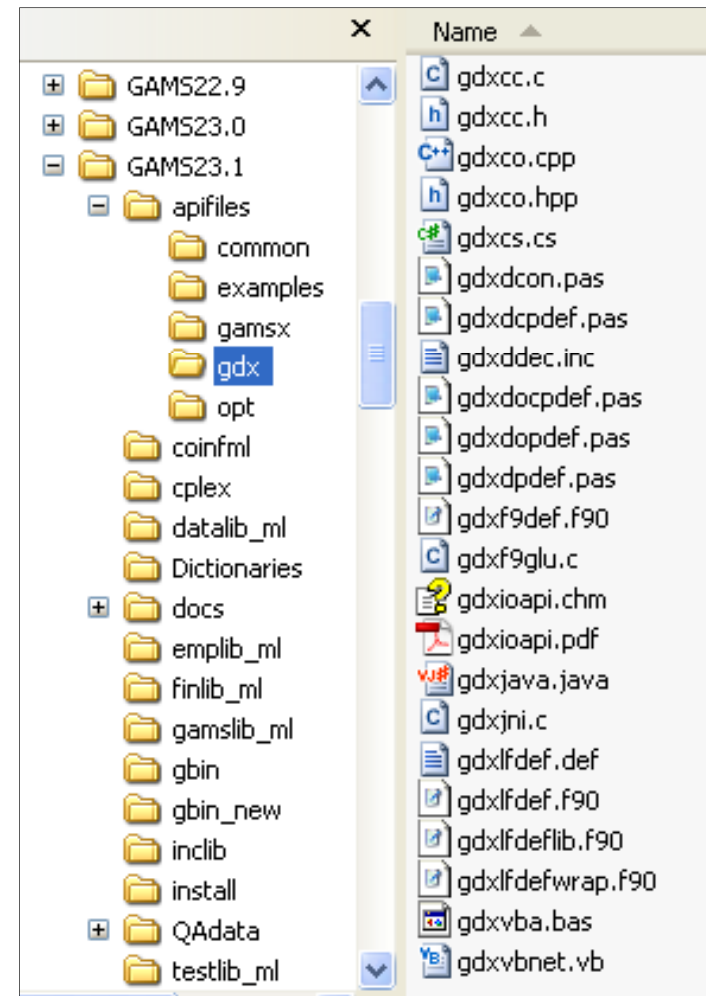 GAMS22.9
GAMS23.0
GAMS23.1
apifiles
common
examples
gamsx
gdx
opt
coinfml
cplex
datalib_ml
Dictionaries
docs
emplib_ml
finlib_ml
gamslib_ml
gbin
gbin_new
inclib
install
QAdata
testlib_ml
Name
gdxcc.c
gdxcc.h
gdxco.cpp
gdxco.hpp
gdxcs.cs
gdxdcon.pas
gdxdcpdef.pas
gdxddec.inc
gdxdocpdef.pas
gdxdopdef.pas
gdxdpdef.pas
gdxf9def.f90
gdxf9glu.c
gdxioapi.chm
gdxioapi.pdf
gdxjava.java
gdxjni.c
gdxlfdef.def
gdxlfdef.f90
gdxlfdeflib.f90
gdxlfdefwrap.f90
gdxvba.bas
gdxvbnet.vb